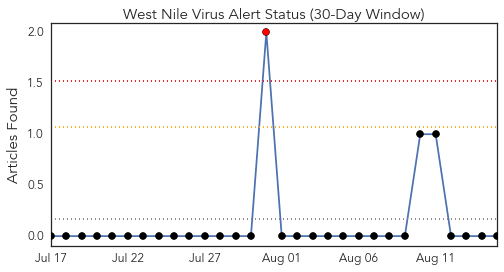 West Nile Virus Alert Status (30-Day Window)
Articles Found
2.0
1.5
1.0
0.5
0.0
Jul 17 Jul 22 Jul 27 Aug 01 Aug 06 Aug 11